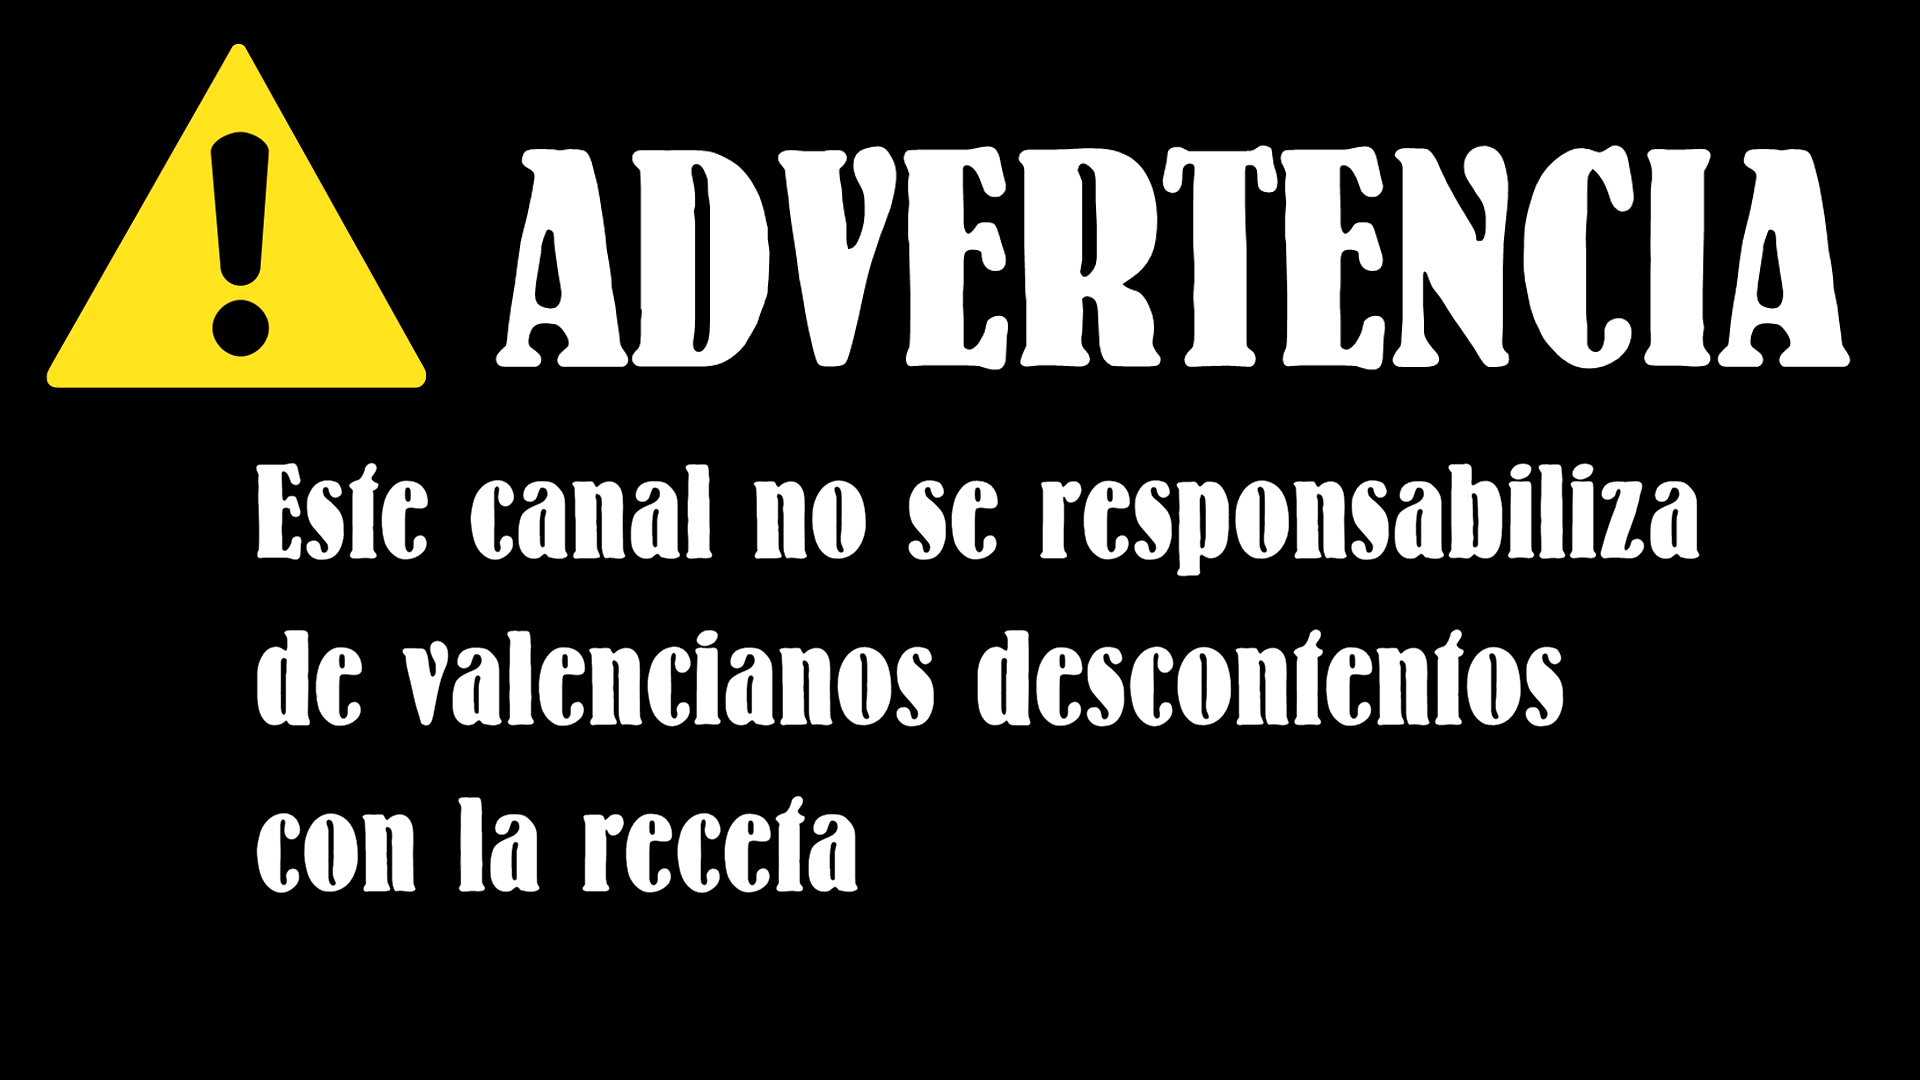 ADVERTENCIA
Este canal no se responsabiliza
de valencianos descontentos
con la receta